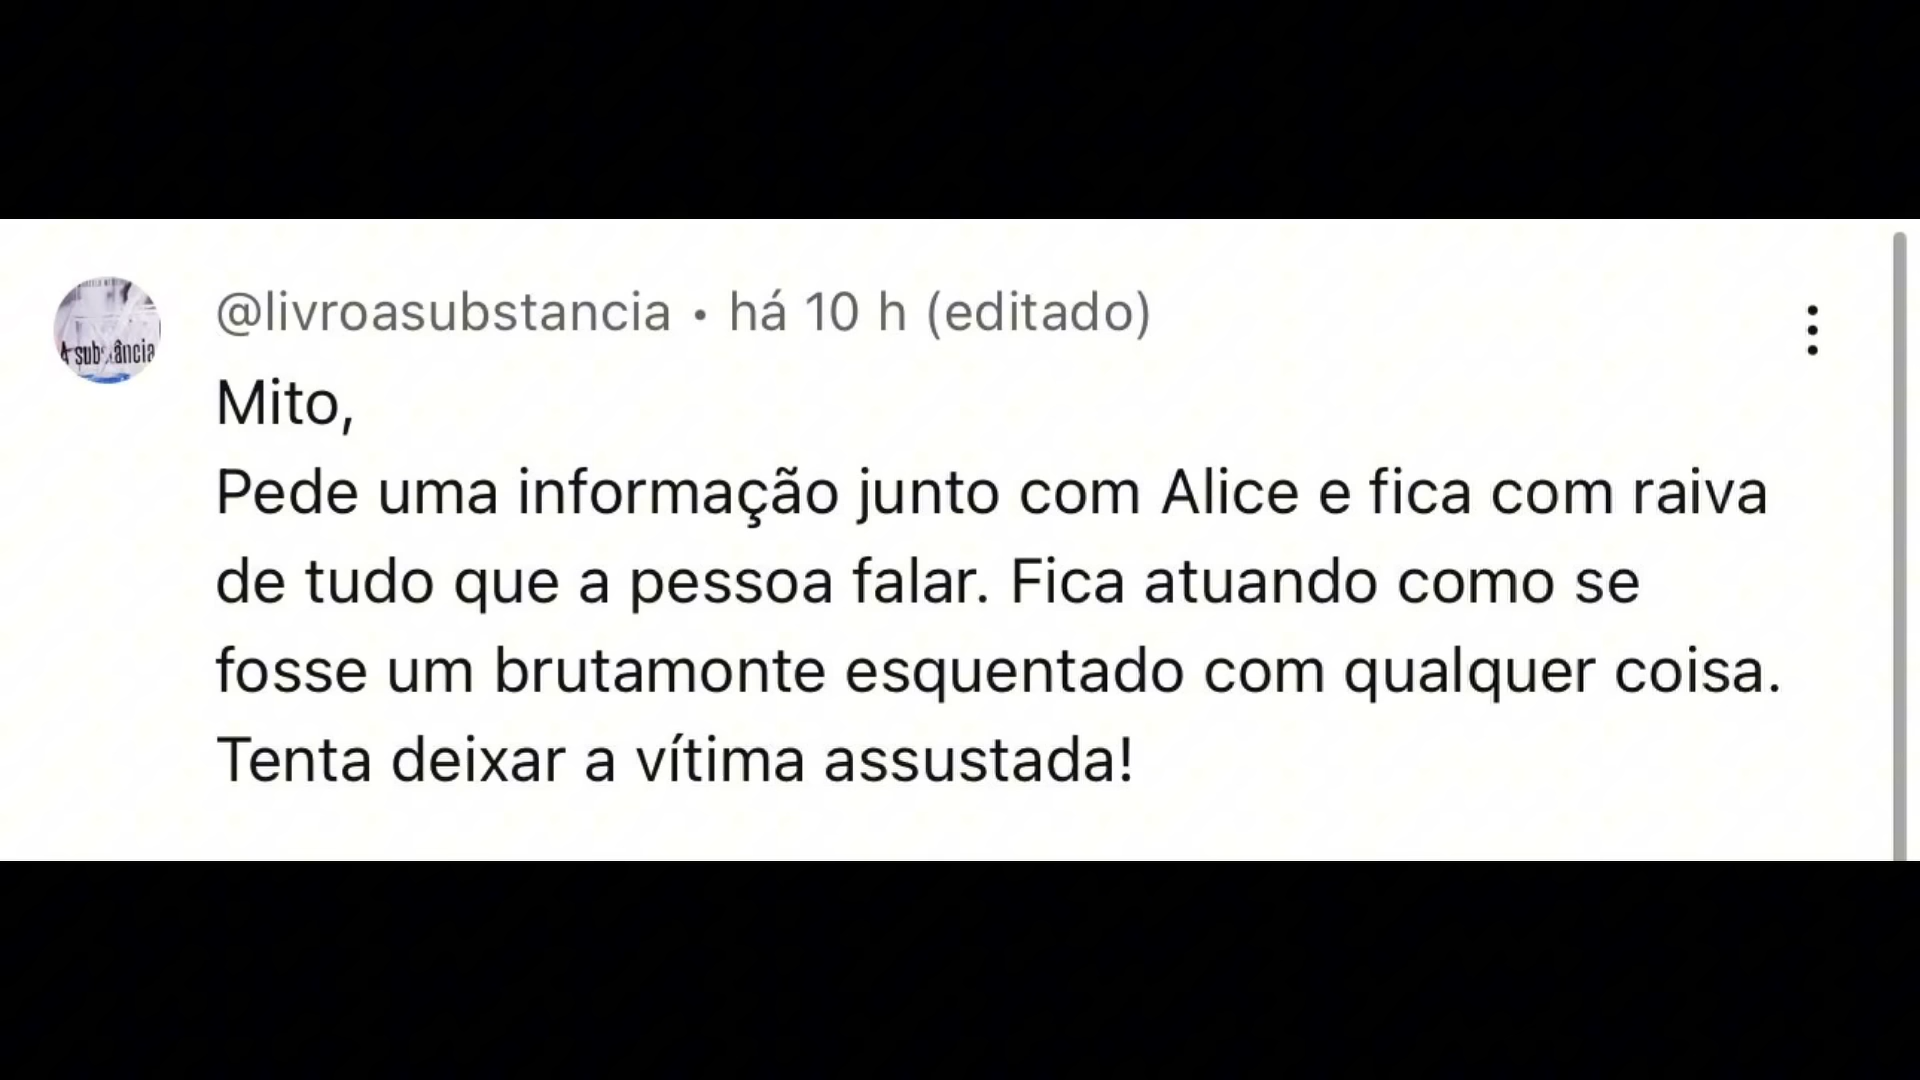 @livroasubstancia • há 10 h (editado)
Mito,
Pede uma informação junto com Alice e fica com raiva
de tudo que a pessoa falar. Fica atuando como se
fosse um brutamonte esquentado com qualquer coisa.
Tenta deixar a vítima assustada!
A substância